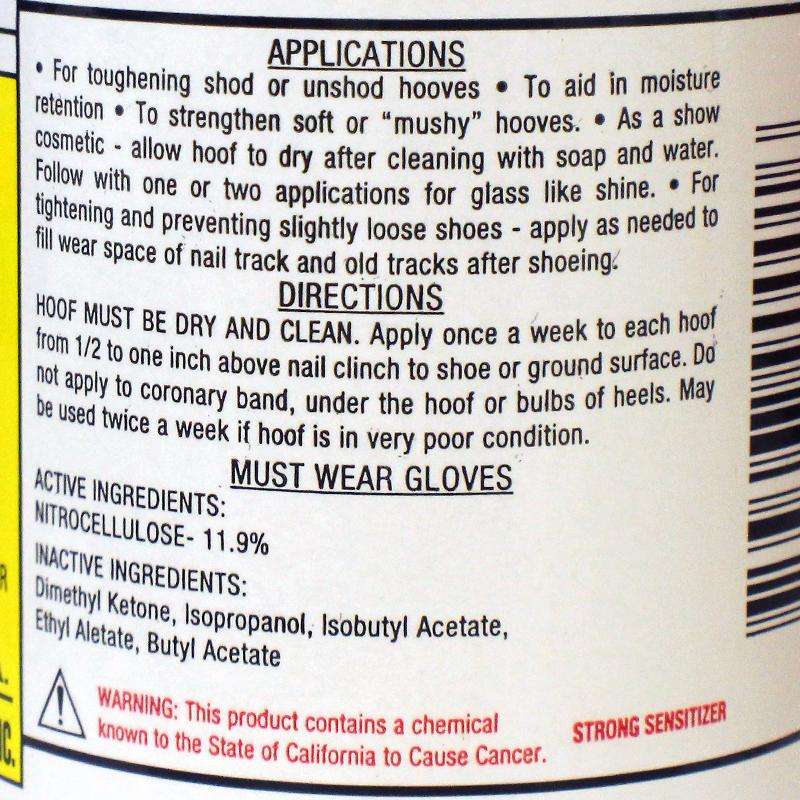 APPLICATIONS
• For toughening shod or unshod hooves • To aid in moisture
retention • To strengthen soft or “mushy” hooves. • As a show
cosmetic - allow hoof to dry after cleaning with soap and water.
Follow with one or two applications for glass like shine. • For
tightening and preventing slightly loose shoes - apply as needed to
fill wear space of nail track and old tracks after shoeing.
DIRECTIONS
HOOF MUST BE DRY AND CLEAN. Apply once a week to each hoof
from 1/2 to one inch above nail clinch to shoe or ground surface. Do
not apply to coronary band, under the hoof or bulbs of heels. May
be used twice a week if hoof is in very poor condition.
MUST WEAR GLOVES
ACTIVE INGREDIENTS:
NITROCELLULOSE- 11.9%
INACTIVE INGREDIENTS:
Dimethyl Ketone, Isopropanol, Isobutyl Acetate,
Ethyl Aletate, Butyl Acetate
WARNING: This product contains a chemical
known to the State of California to Cause Cancer.
STRONG SENSITIZER